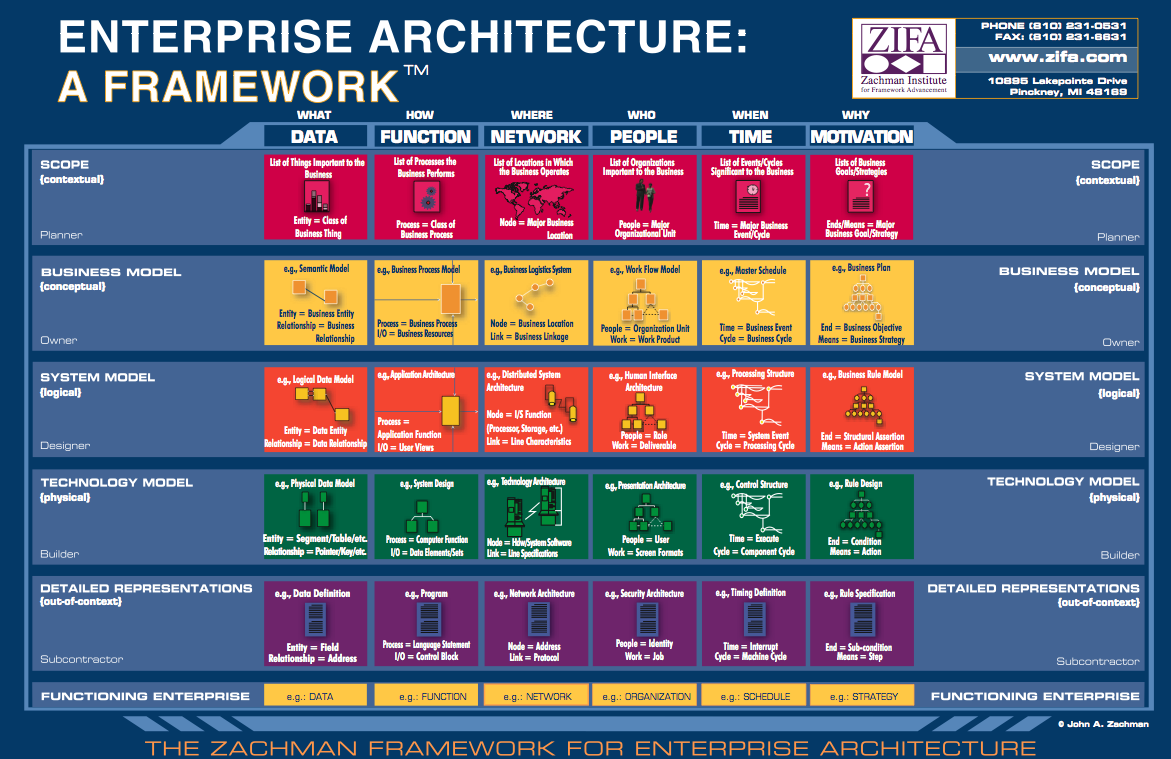 ENTERPRISE ARCHITECTURE:
A FRAMEWORK™
ZIFA
Zachman Institute
for Framework Advancement
PHONE (810) 231-0531
FAX: (810) 231-6631
www.zifa.com
10895 Lakepointe Drive
Pinckney, MI 48169
WHAT HOW WHERE WHO WHEN WHY
DATA FUNCTION NETWORK PEOPLE TIME MOTIVATION
SCOPE
{contextual}
Planner
List of Things Important to the
Business
Entity = Class of
Business Thing
List of Processes the
Business Performs
Process = Class of
Business Process
List of Locations in Which
the Business Operates
Node = Major Business
Location
List of Organizations
Important to the Business
People = Major
Organizational Unit
List of Events/Cycles
Significant to the Business
Time = Major Business
Event/Cycle
Lists of Business
Goals/Strategies
?
Ends/Means = Major
Business Goal/Strategy
SCOPE
{contextual}
Planner
BUSINESS MODEL
{conceptual}
Owner
e.g., Semantic Model
Entity = Business Entity
Relationship = Business
Relationship
e.g., Business Process Model
Process = Business Process
I/O = Business Resources
e.g., Business Logistics System
Node = Business Location
Link = Business Linkage
e.g., Work Flow Model
People = Organization Unit
Work = Work Product
e.g., Master Schedule
Time = Business Event
Cycle = Business Cycle
e.g., Business Plan
End = Business Objective
Means = Business Strategy
BUSINESS MODEL
{conceptual}
Owner
SYSTEM MODEL
{logical}
Designer
e.g., Logical Data Model
Entity = Data Entity
Relationship = Data Relationship
e.g., Application Architecture
Process =
Application Function
I/O = User Views
e.g., Distributed System
Architecture
Node = I/S Function
(Processor, Storage, etc.)
Link = Line Characteristics
e.g., Human Interface
Architecture
People = Role
Work = Deliverable
e.g., Processing Structure
Time = System Event
Cycle = Processing Cycle
e.g., Business Rule Model
End = Structural Assertion
Means = Action Assertion
SYSTEM MODEL
{logical}
Designer
TECHNOLOGY MODEL
{physical}
Builder
e.g., Physical Data Model
Entity = Segment/Table/etc.
Relationship = Pointer/Key/etc.
e.g., System Design
Process = Computer Function
I/O = Data Elements/Sets
e.g., Technology Architecture
Node = Hdw/System Software
Link = Line Specifications
e.g., Presentation Architecture
People = User
Work = Screen Formats
e.g., Control Structure
Time = Execute
Cycle = Component Cycle
e.g., Rule Design
End = Condition
Means = Action
TECHNOLOGY MODEL
{physical}
Builder
DETAILED REPRESENTATIONS
{out-of-context}
Subcontractor
e.g., Data Definition
Entity = Field
Relationship = Address
e.g., Program
Process = Language Statement
I/O = Control Block
e.g., Network Architecture
Node = Address
Link = Protocol
e.g., Security Architecture
People = Identity
Work = Job
e.g., Timing Definition
Time = Interrupt
Cycle = Machine Cycle
e.g., Rule Specification
End = Sub-condition
Means = Step
DETAILED REPRESENTATIONS
{out-of-context}
Subcontractor
FUNCTIONING ENTERPRISE e.g.: DATA e.g.: FUNCTION e.g.: NETWORK e.g.: ORGANIZATION e.g.: SCHEDULE e.g.: STRATEGY FUNCTIONING ENTERPRISE
© John A. Zachman
THE ZACHMAN FRAMEWORK FOR ENTERPRISE ARCHITECTURE